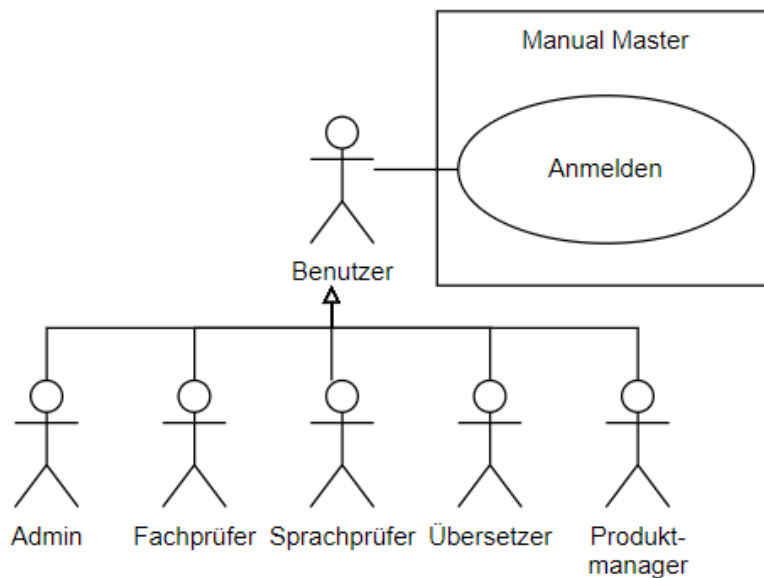 Manual Master
Anmelden
Benutzer
Admin
Fachprüfer
Sprachprüfer
Übersetzer
Produkt-
manager